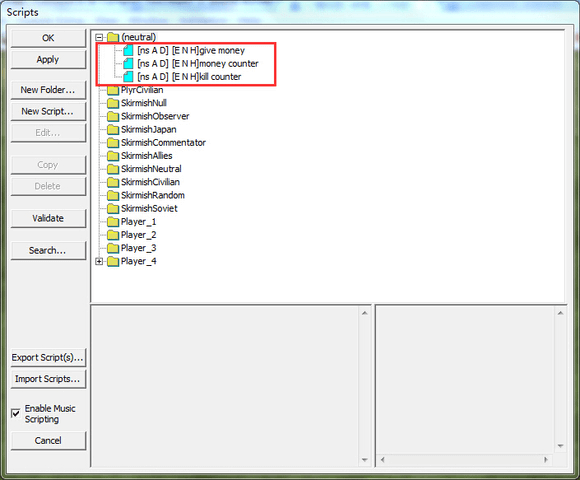 Scripts
OK
Apply
New Folder...
New Script...
Edit...
Copy
Delete
Validate
Search...
Export Script(s)...
Import Scripts...
Enable Music
Scripting
Cancel
(neutral)
[ns A D] [E N H]give money
[ns A D] [E N H]money counter
[ns A D] [E N H]kill counter
PlyrCivilian
SkirmishNull
SkirmishObserver
SkirmishJapan
SkirmishCommentator
SkirmishAllies
SkirmishNeutral
SkirmishCivilian
SkirmishRandom
SkirmishSoviet
Player_1
Player_2
Player_3
Player_4